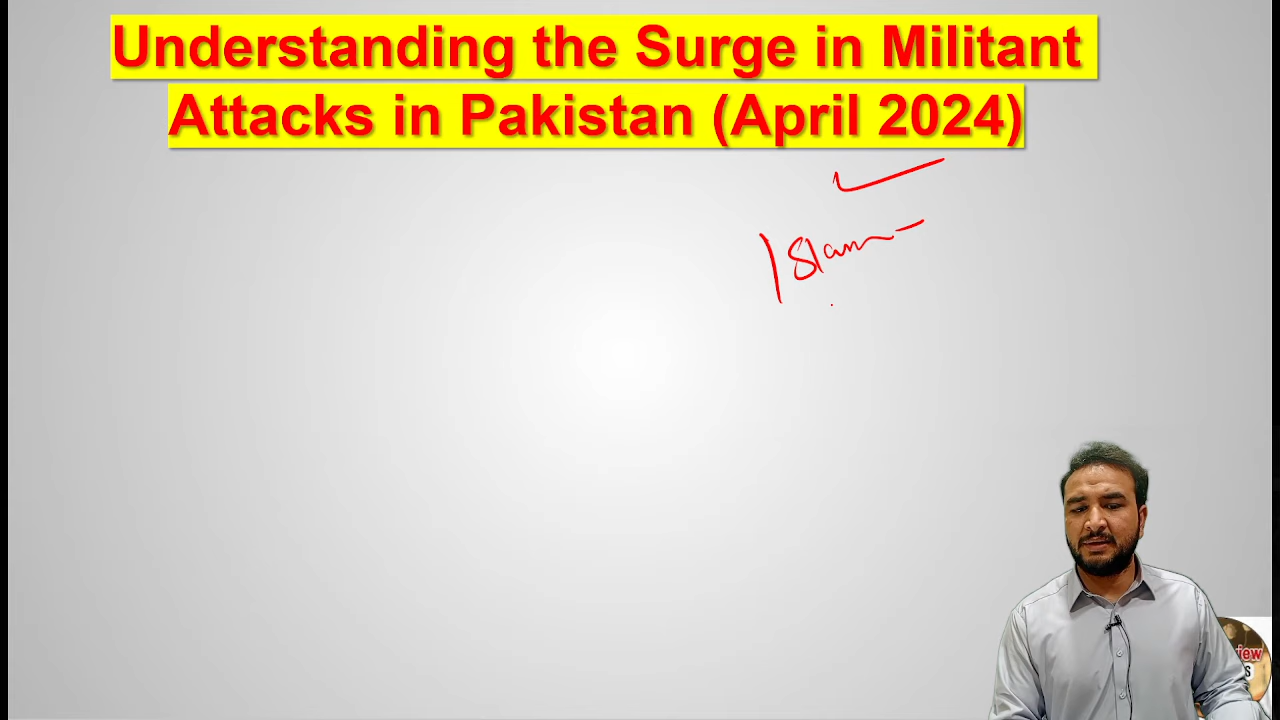 Understanding the Surge in Militant
Attacks in Pakistan (April 2024)
Islam